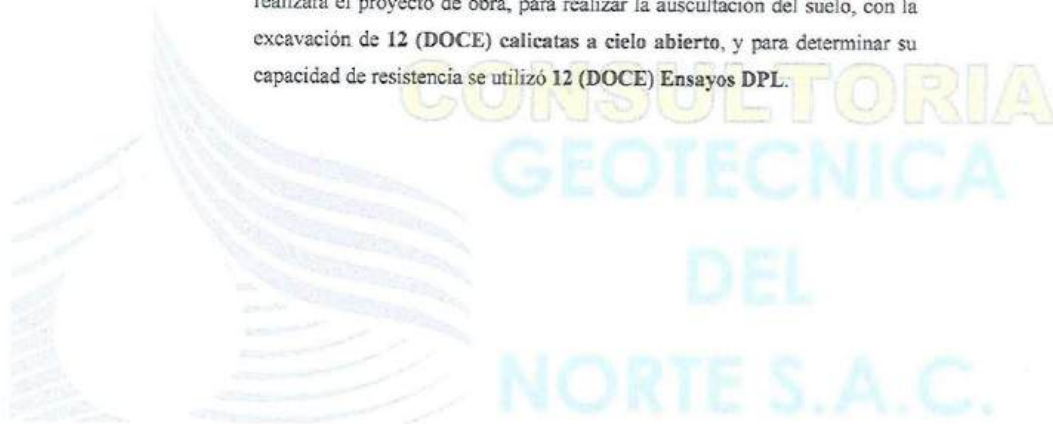 realizará el proyecto de obra, para realizar la auscultación del suelo, con la
excavación de 12 (DOCE) calicatas a cielo abierto, y para determinar su
capacidad de resistencia se utilizó 12 (DOCE) Ensayos DPL.
CONSULTORIA
GEOTECNICA
DEL
NORTE S.A.C.